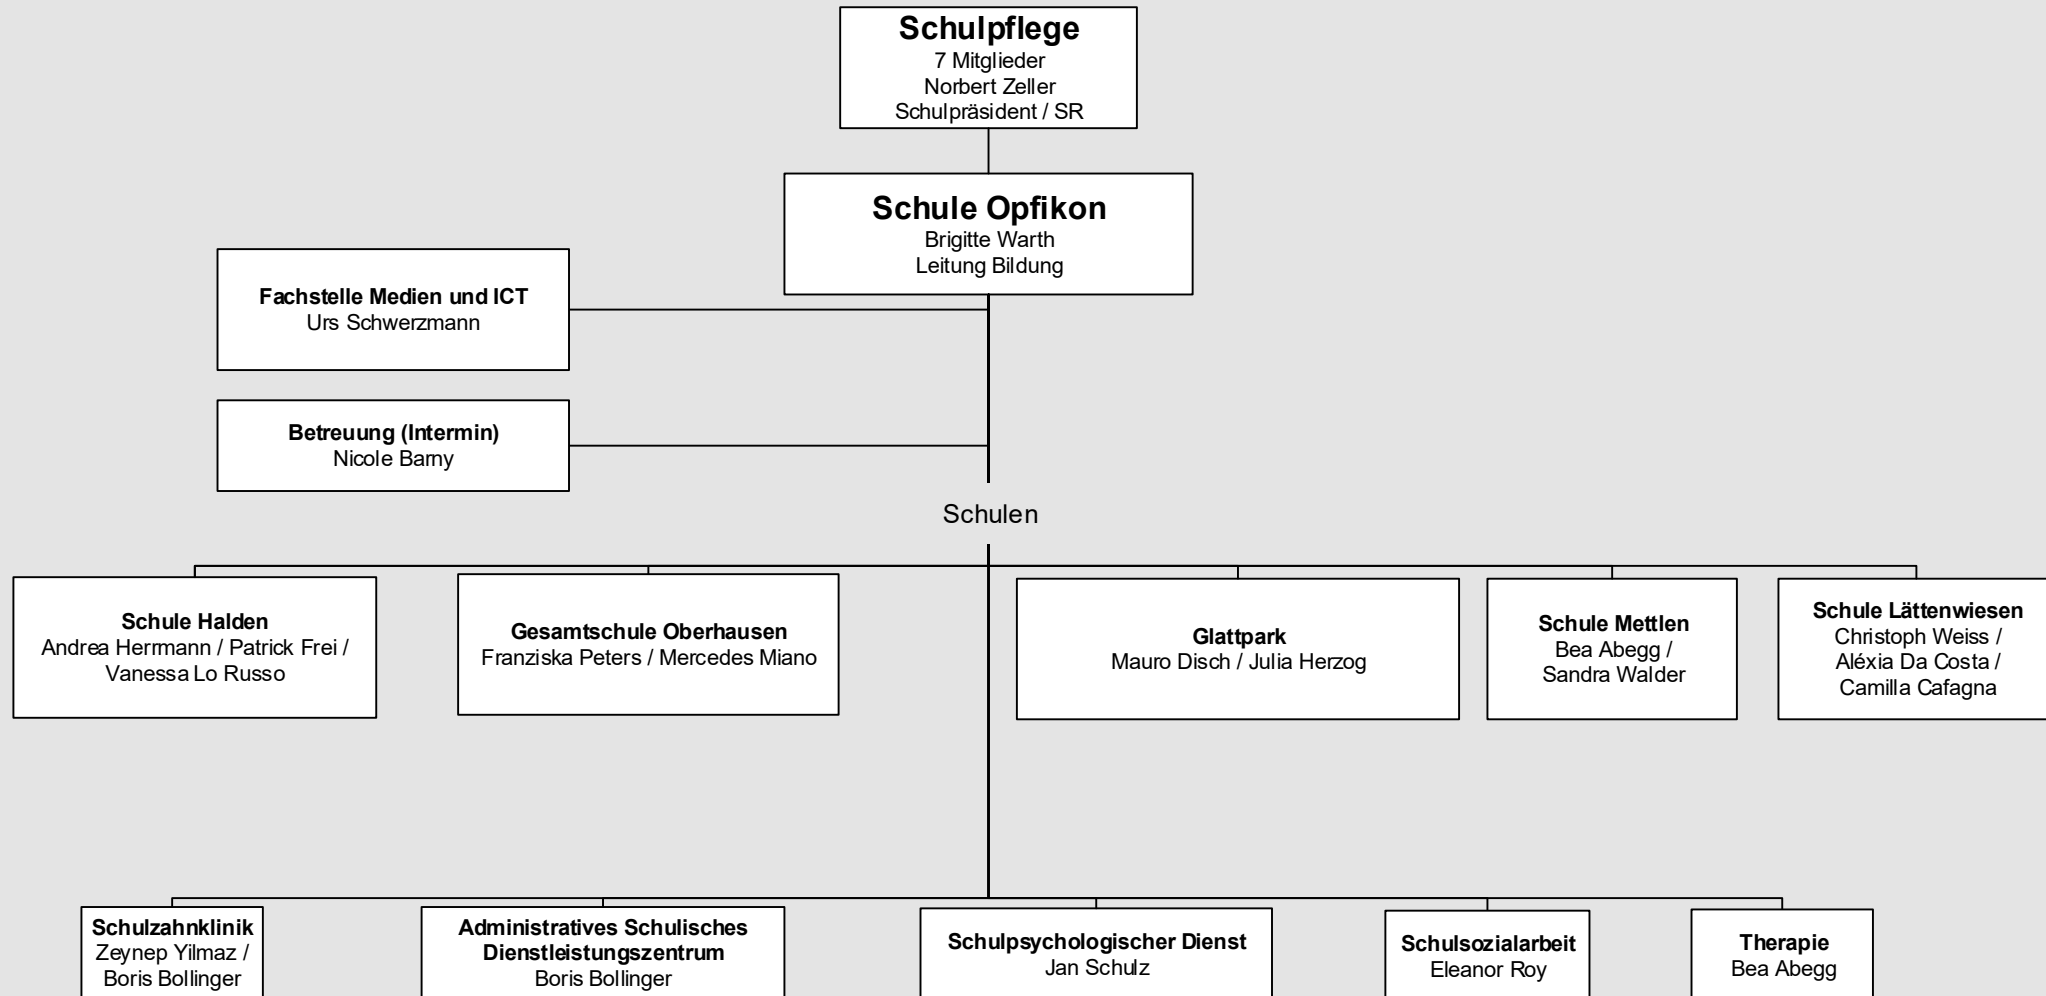 Schulpflege
7 Mitglieder
Norbert Zeller
Schulpräsident / SR
Schule Opfikon
Brigitte Warth
Leitung Bildung
Fachstelle Medien und ICT
Urs Schwerzmann
Betreuung (Intermin)
Nicole Barny
Schulen
Schule Halden
Andrea Herrmann / Patrick Frei /
Vanessa Lo Russo
Gesamtschule Oberhausen
Franziska Peters / Mercedes Miano
Glattpark
Mauro Disch / Julia Herzog
Schule Mettlen
Bea Abegg /
Sandra Walder
Schule Lättenwiesen
Christoph Weiss /
Aléxia Da Costa /
Camilla Cafagna
Schulzahnklinik
Zeynep Yilmaz /
Boris Bollinger
Administratives Schulisches
Dienstleistungszentrum
Boris Bollinger
Schulpsychologischer Dienst
Jan Schulz
Schulsozialarbeit
Eleanor Roy
Therapie
Bea Abegg